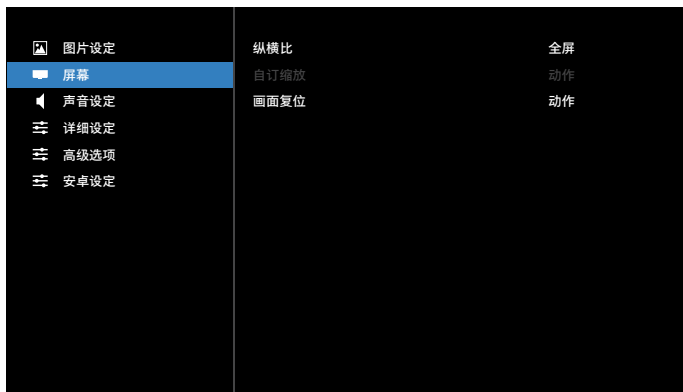 图片设定
屏幕
声音设定
详细设定
高级选项
安卓设定
纵横比 全屏
自订缩放 动作
画面复位 动作